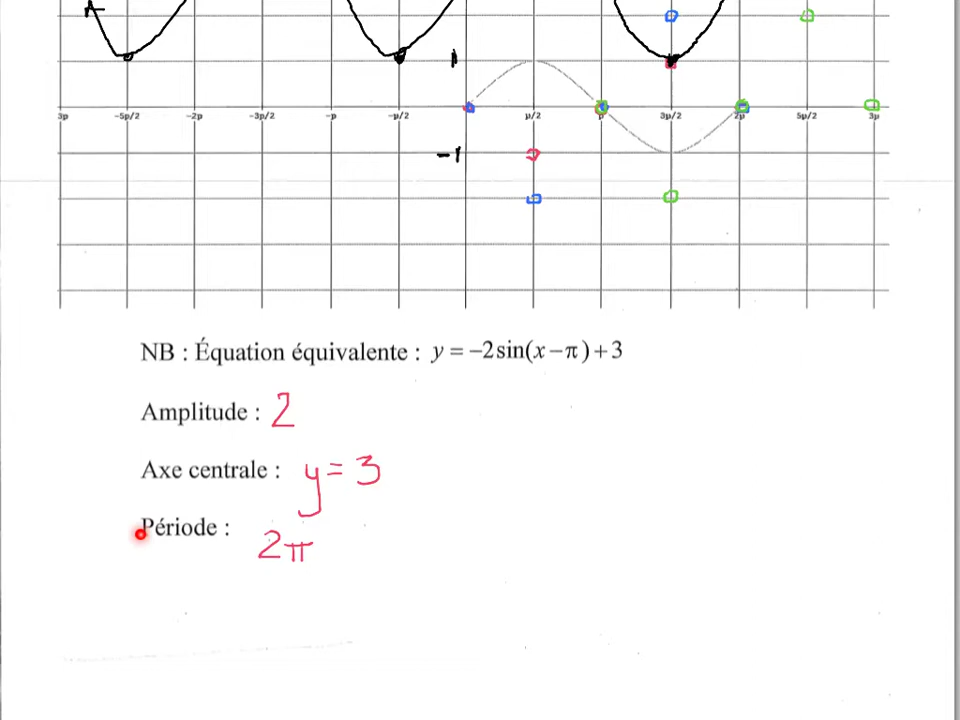 1
3p -5p/2 -2p -3p/2 -p -p/2 p/2 p 3p/2 2p 5p/2 3p
-1
NB : Équation équivalente : y = -2sin(x-π)+3
Amplitude : 2
Axe centrale : y = 3
Période : 2π